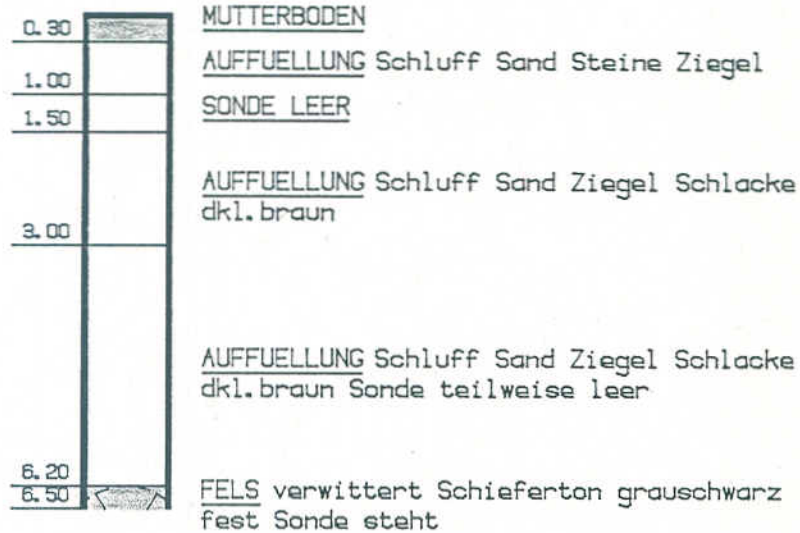 MUTTERBODEN
0.30
AUFFUELLUNG Schluff Sand Steine Ziegel
1.00
SONDE LEER
1.50
AUFFUELLUNG Schluff Sand Ziegel Schlacke
dkl.braun
3.00
AUFFUELLUNG Schluff Sand Ziegel Schlacke
dkl.braun Sonde teilweise leer
6.20
6.50
FELS verwittert Schieferton grauschwarz
fest Sonde steht